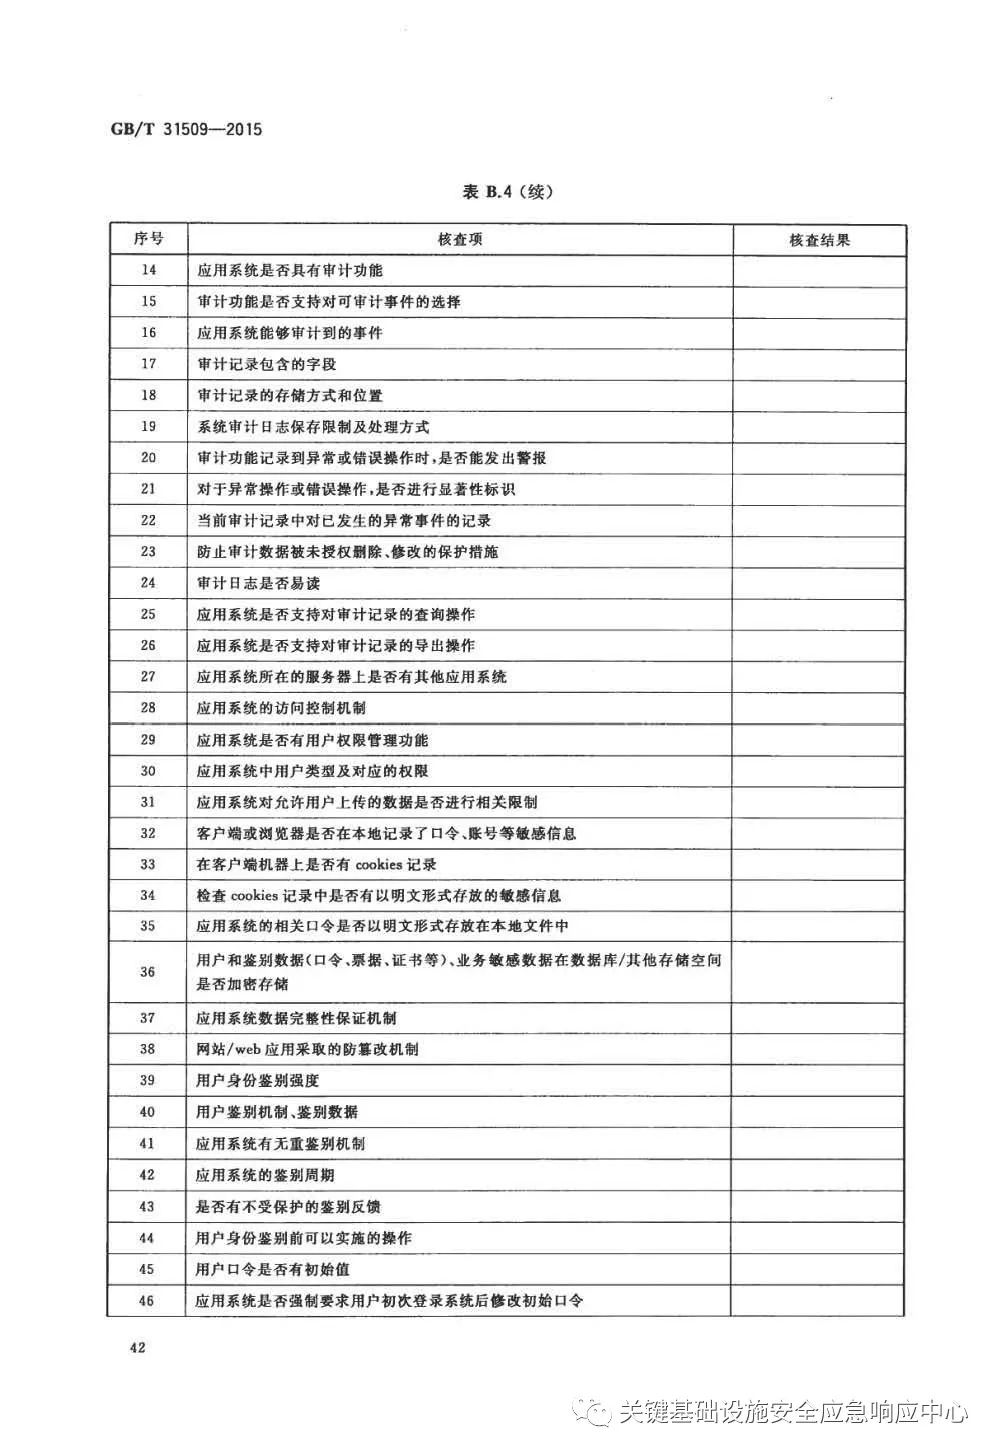 GB/T 31509—2015
表 B.4（续）
序号 核查项 核查结果
14 应用系统是否具有审计功能
15 审计功能是否支持对可审计事件的选择
16 应用系统能够审计到的事件
17 审计记录包含的字段
18 审计记录的存储方式和位置
19 系统审计日志保存限制及处理方式
20 审计功能记录到异常或错误操作时,是否能发出警报
21 对于异常操作或错误操作,是否进行显著性标识
22 当前审计记录中对已发生的异常事件的记录
23 防止审计数据被未授权删除、修改的保护措施
24 审计日志是否易读
25 应用系统是否支持对审计记录的查询操作
26 应用系统是否支持对审计记录的导出操作
27 应用系统所在的服务器上是否有其他应用系统
28 应用系统的访问控制机制
29 应用系统是否有用户权限管理功能
30 应用系统中用户类型及对应的权限
31 应用系统对允许用户上传的数据是否进行相关限制
32 客户端或浏览器是否在本地记录了口令、账号等敏感信息
33 在客户端机器上是否有 cookies 记录
34 检查 cookies 记录中是否有以明文形式存放的敏感信息
35 应用系统的相关口令是否以明文形式存放在本地文件中
36 用户和鉴别数据(口令、票据、证书等)、业务敏感数据在数据库/其他存储空间
是否加密存储
37 应用系统数据完整性保证机制
38 网站/web 应用采取的防篡改机制
39 用户身份鉴别强度
40 用户鉴别机制、鉴别数据
41 应用系统有无重鉴别机制
42 应用系统的鉴别周期
43 是否有不受保护的鉴别反馈
44 用户身份鉴别前可以实施的操作
45 用户口令是否有初始值
46 应用系统是否强制要求用户初次登录系统后修改初始口令
42
关键基础设施安全应急响应中心